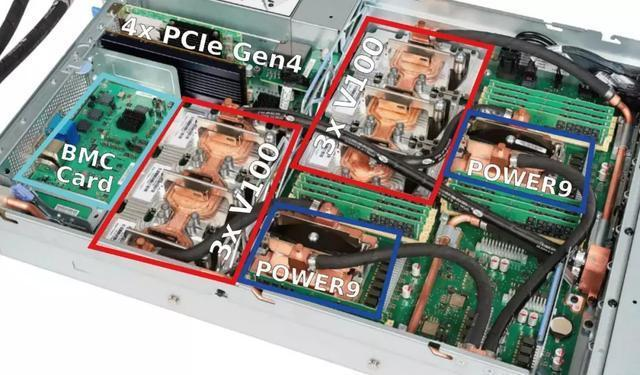 4x PCIe Gen4
3x V100
BMC
Card
3x V100
POWER9
POWER9